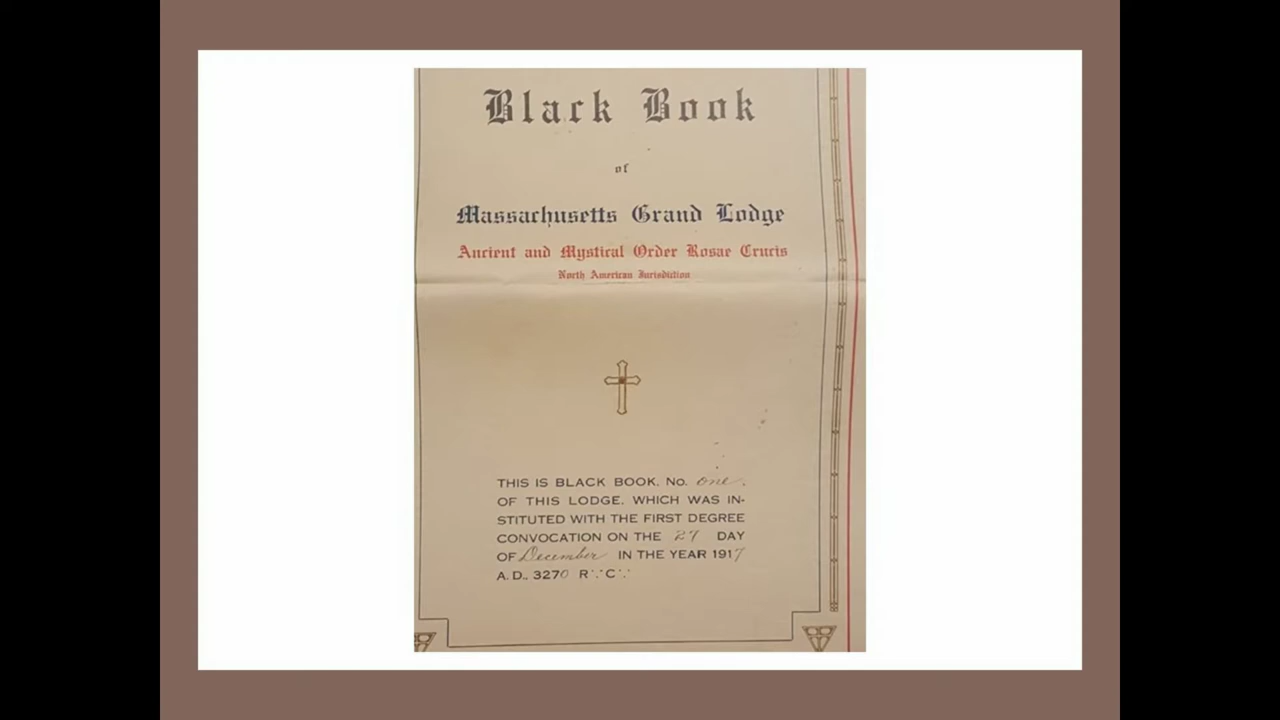 Black Book
of
Massachusetts Grand Lodge
Ancient and Mystical Order Rosae Crucis
North American Jurisdiction
THIS IS BLACK BOOK, No. one.
OF THIS LODGE, WHICH WAS IN-
STITUTED WITH THE FIRST DEGREE
CONVOCATION ON THE 27 DAY
OF December IN THE YEAR 1917
A. D., 3270 R∵C∵